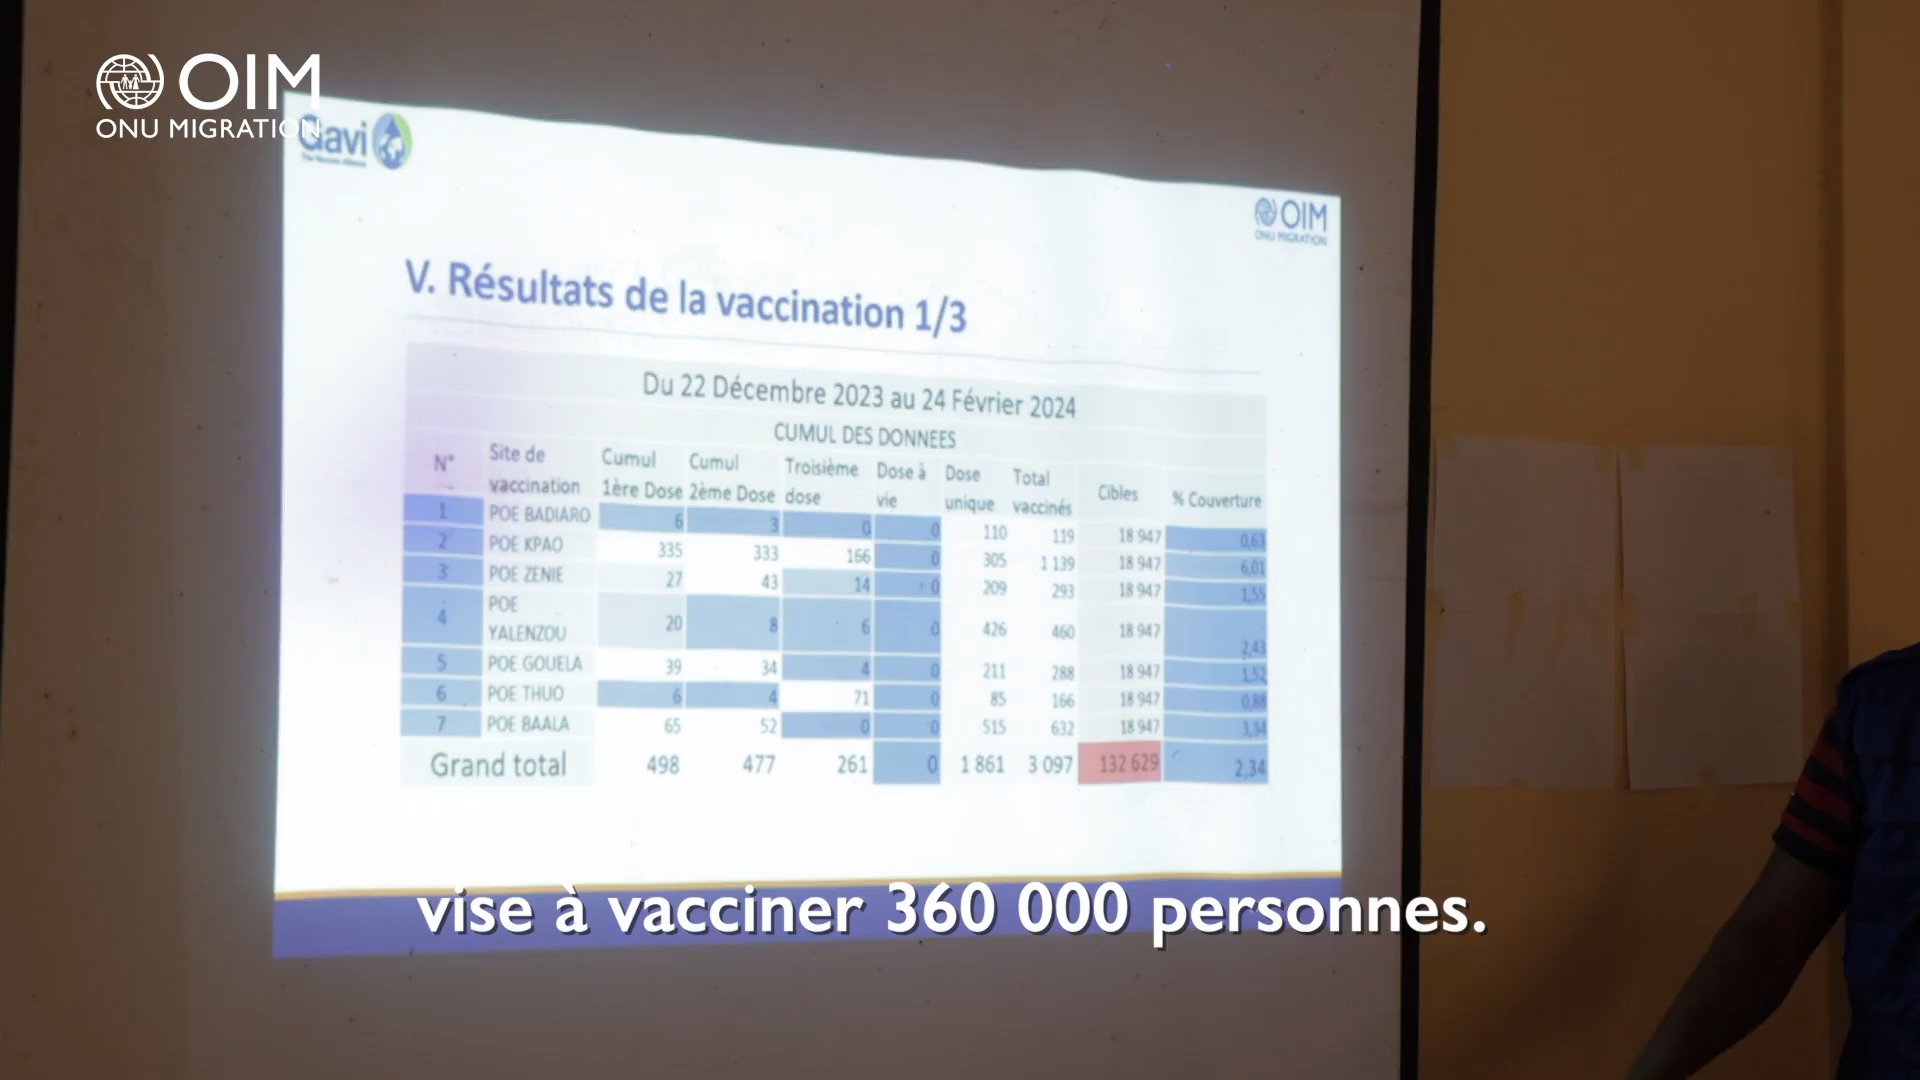 OIM
ONU MIGRATION
Gavi
OIM
ONU MIGRATION
V. Résultats de la vaccination 1/3
Du 22 Décembre 2023 au 24 Février 2024
CUMUL DES DONNEES
N° Site de vaccination Cumul 1ère Dose Cumul 2ème Dose Troisième dose Dose à vie Dose unique Total vaccinés Cibles % Couverture
1 POE BADIARO 6 3 0 0 110 119 18 947 0,63
2 POE KPAO 335 333 166 0 305 1 139 18 947 6,01
3 POE ZENIE 27 43 14 0 209 293 18 947 1,55
4 POE YALENZOU 20 8 6 0 426 460 18 947 2,43
5 POE GOUELA 39 34 4 0 211 288 18 947 1,52
6 POE THUO 6 4 71 0 85 166 18 947 0,88
7 POE BAALA 65 52 0 0 515 632 18 947 3,34
Grand total 498 477 261 0 1 861 3 097 132 629 2,34
vise à vacciner 360 000 personnes.